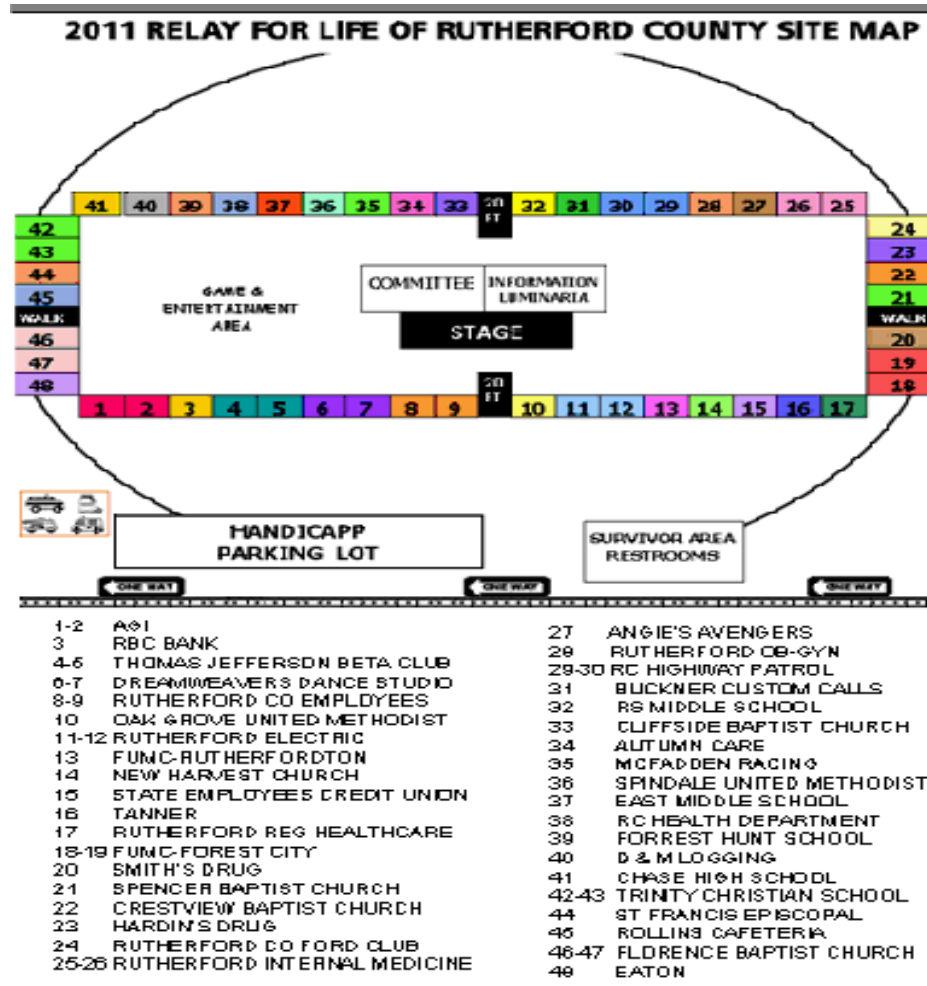 2011 RELAY FOR LIFE OF RUTHERFORD COUNTY SITE MAP
41 40 39 38 37 36 35 34 33 20 FT 32 31 30 29 28 27 26 25
42
43
44
45
WALK
46
47
48
24
23
22
21
WALK
20
19
18
GAME &
ENTERTAINMENT
AREA
COMMITTEE
INFORMATION
LUMINARIA
STAGE
1 2 3 4 5 6 7 8 9 20 FT 10 11 12 13 14 15 16 17
HANDICAPP
PARKING LOT
SURVIVOR AREA
RESTROOMS
ONE WAY ONE WAY ONE WAY
1-2 AGI
3 RBC BANK
4-5 THOMAS JEFFERSON BETA CLUB
6-7 DREAMWEAVERS DANCE STUDIO
8-9 RUTHERFORD CO EMPLOYEES
10 OAK GROVE UNITED METHODIST
11-12 RUTHERFORD ELECTRIC
13 FUMC-RUTHERFORDTON
14 NEW HARVEST CHURCH
15 STATE EMPLOYEES CREDIT UNION
16 TANNER
17 RUTHERFORD REG HEALTHCARE
18-19 FUMC-FOREST CITY
20 SMITH'S DRUG
21 SPENCER BAPTIST CHURCH
22 CRESTVIEW BAPTIST CHURCH
23 HARDIN'S DRUG
24 RUTHERFORD CO FORD CLUB
25-26 RUTHERFORD INTERNAL MEDICINE
27 ANGIE'S AVENGERS
28 RUTHERFORD OB-GYN
29-30 RC HIGHWAY PATROL
31 BUCKNER CUSTOM CALLS
32 RS MIDDLE SCHOOL
33 CLIFFSIDE BAPTIST CHURCH
34 AUTUMN CARE
35 MCFADDEN RACING
36 SPINDALE UNITED METHODIST
37 EAST MIDDLE SCHOOL
38 RC HEALTH DEPARTMENT
39 FORREST HUNT SCHOOL
40 D & M LOGGING
41 CHASE HIGH SCHOOL
42-43 TRINITY CHRISTIAN SCHOOL
44 ST FRANCIS EPISCOPAL
45 ROLLINS CAFETERIA
46-47 FLORENCE BAPTIST CHURCH
48 EATON